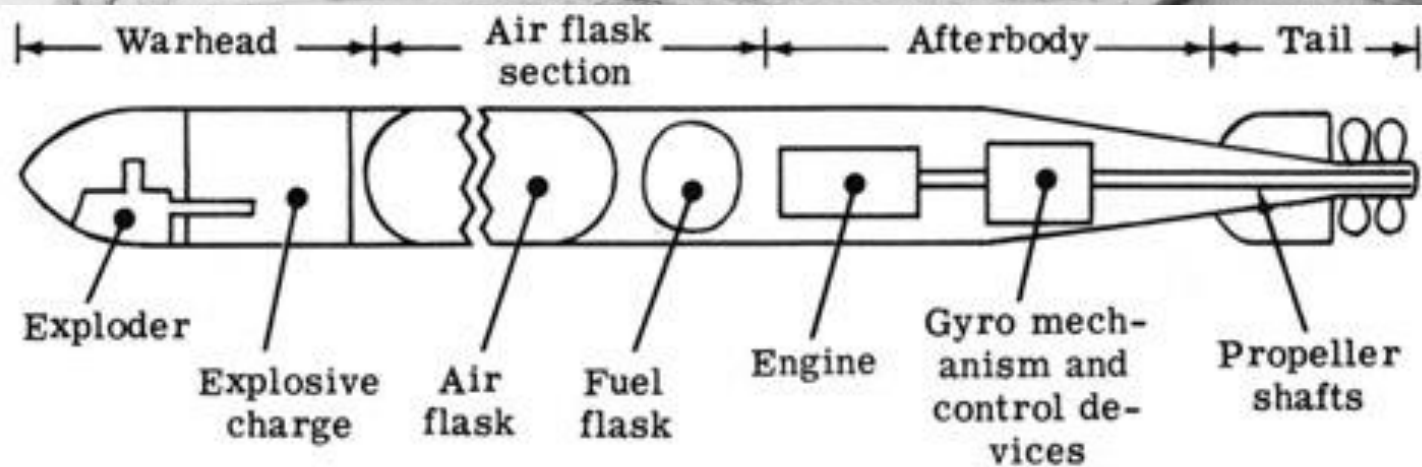 Warhead
Air flask
section
Afterbody
Tail
Exploder
Explosive
charge
Air
flask
Fuel
flask
Engine
Gyro mech-
anism and
control de-
vices
Propeller
shafts